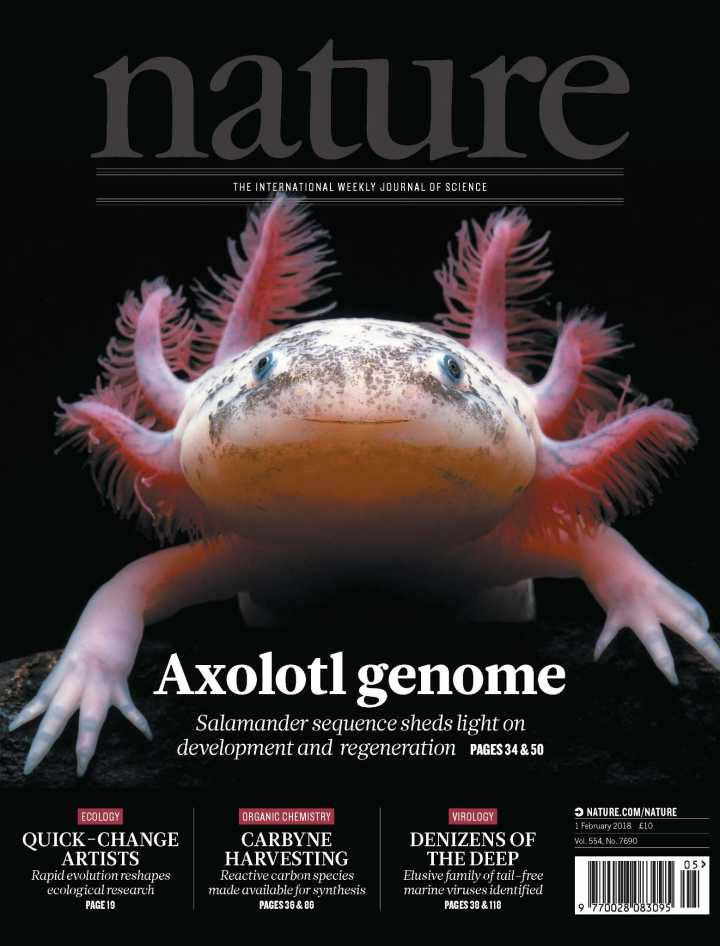 nature
THE INTERNATIONAL WEEKLY JOURNAL OF SCIENCE
Axolotl genome
Salamander sequence sheds light on
development and regeneration PAGES 34 & 50
ECOLOGY
QUICK-CHANGE
ARTISTS
Rapid evolution reshapes
ecological research
PAGE 19
ORGANIC CHEMISTRY
CARBYNE
HARVESTING
Reactive carbon species
made available for synthesis
PAGES 36 & 86
VIROLOGY
DENIZENS OF
THE DEEP
Elusive family of tail-free
marine viruses identified
PAGES 38 & 118
NATURE.COM/NATURE
1 February 2018 £10
Vol. 554, No. 7690
05
9 770028 083095